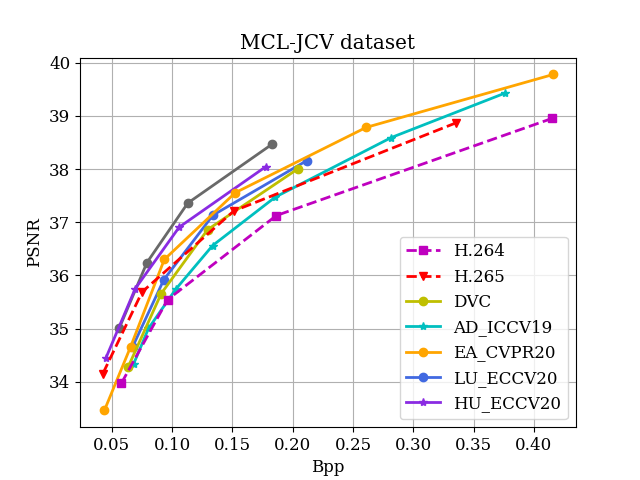 MCL-JCV dataset
40
39
38
37
36
35
34
PSNR
0.05 0.10 0.15 0.20 0.25 0.30 0.35 0.40
Bpp
H.264
H.265
DVC
AD_ICCV19
EA_CVPR20
LU_ECCV20
HU_ECCV20